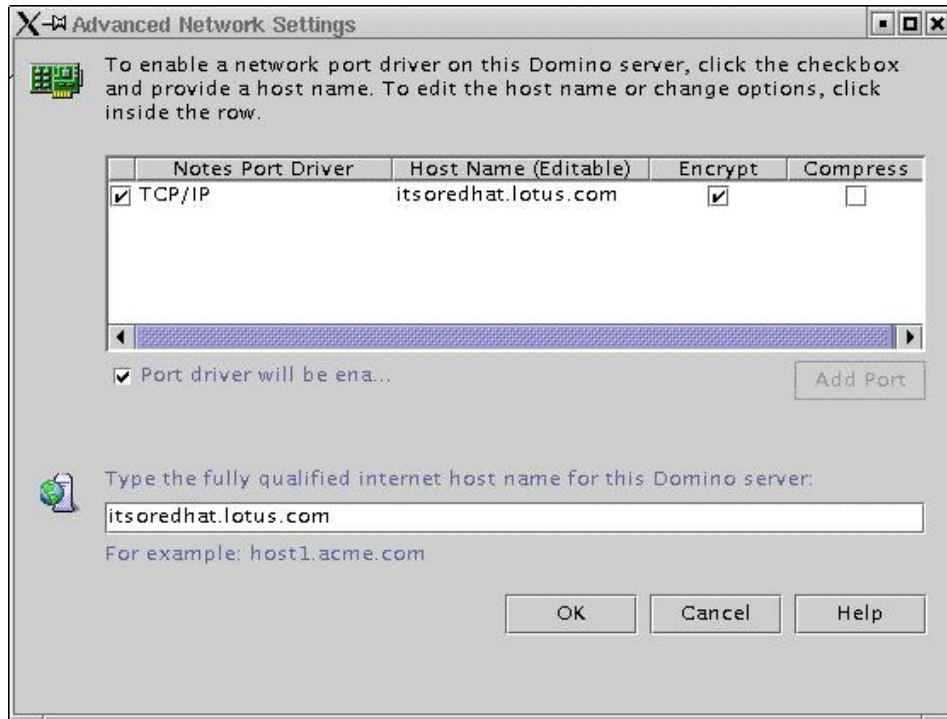 Advanced Network Settings
To enable a network port driver on this Domino server, click the checkbox
and provide a host name. To edit the host name or change options, click
inside the row.
Notes Port Driver Host Name (Editable) Encrypt Compress
TCP/IP itsoredhat.lotus.com
Port driver will be ena...
Add Port
Type the fully qualified internet host name for this Domino server:
itsoredhat.lotus.com
For example: host1.acme.com
OK Cancel Help